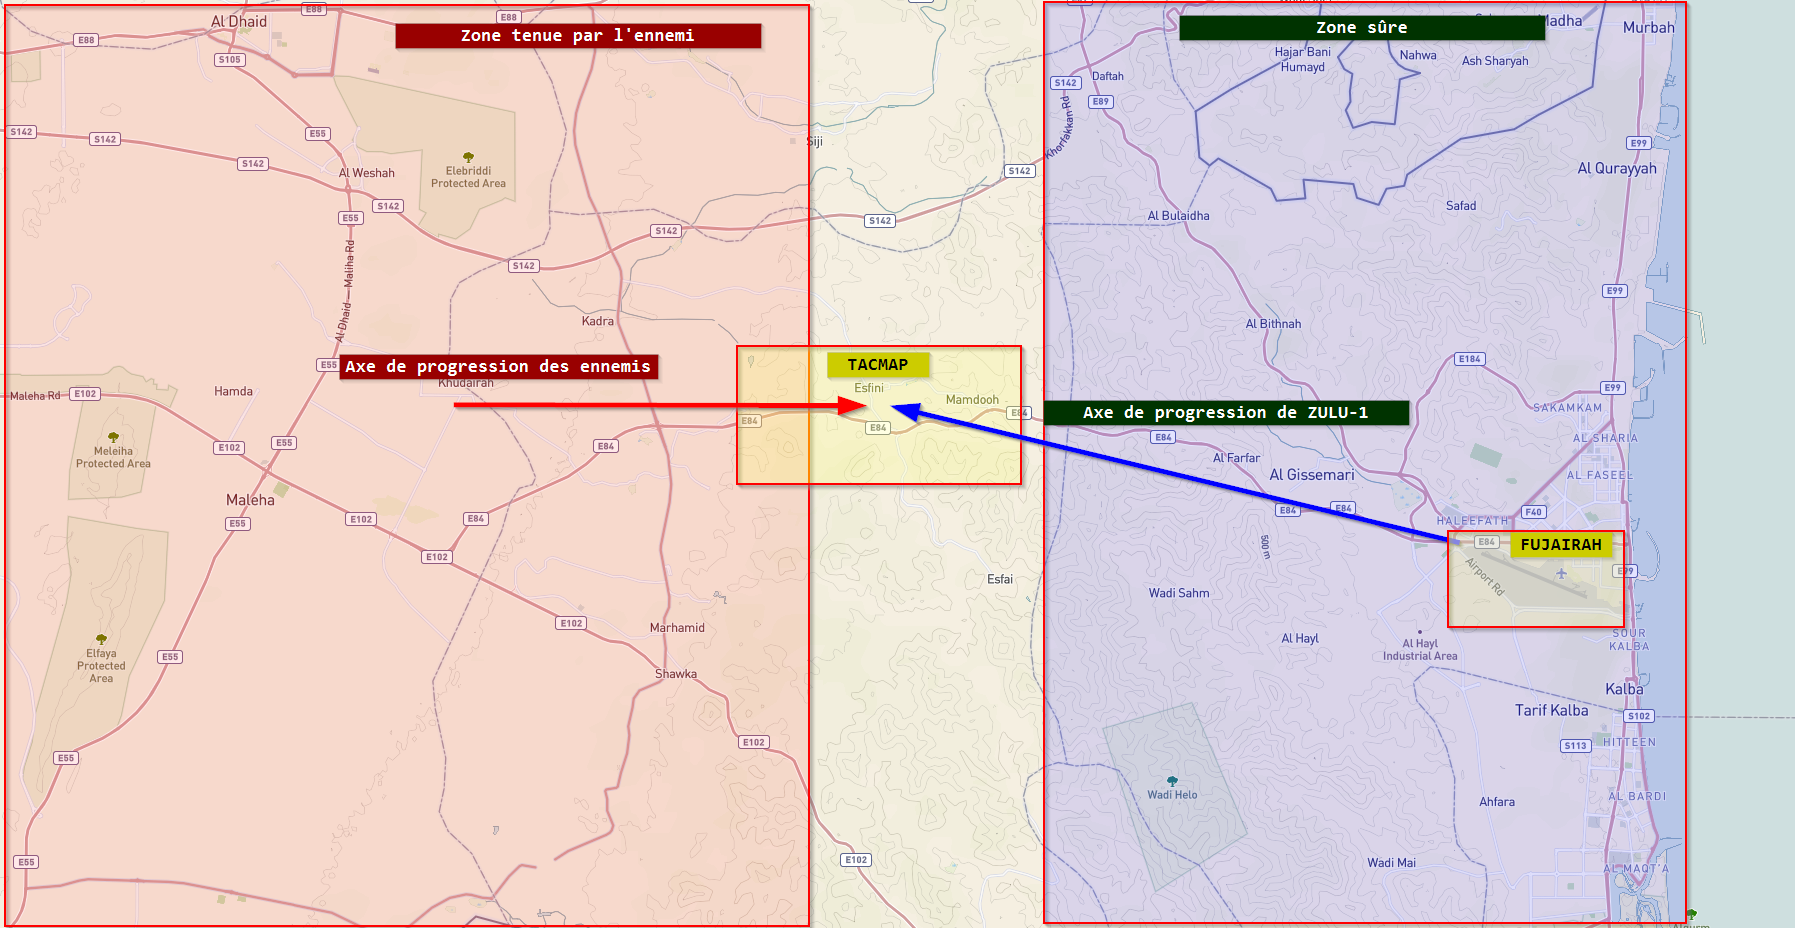 Al Dhaid
E88
E88
Zone tenue par l'ennemi
Zone sûre
Madha
Murbah
E88
S105
Hajar Bani
Humayd
Nahwa
Ash Sharyah
Daftah
S142
E89
Khorfakkan Rd
S142
S142
E55
S142
Siji
E99
Elebriddi
Protected Area
Al Weshah
S142
Al Qurayyah
S142
E55
S142
S142
Al Bulaidha
Safad
S142
Al Dhaid — Maliha Rd
E99
Kadra
Al Bithnah
E55
Axe de progression des ennemis
TACMAP
E184
Khudairah
Esfini
Hamda
Maleha Rd
E102
Mamdooh
E99
SAKAMKAM
E84
E84
E84
Axe de progression de ZULU-1
E84
Meleiha
Protected Area
E102
E55
E84
AL SHARIA
Al Farfar
Al Gissemari
AL FASEEL
Maleha
E102
E84
E55
E84
E84
F40
HALEEFATH
E84
FUJAIRAH
E102
500 m
Airport Rd
E99
Esfai
Wadi Sahm
E102
Marhamid
Al Hayl
Al Hayl
Industrial Area
SOUR
KALBA
Elfaya
Protected
Area
E55
Shawka
Kalba
Tarif Kalba
S102
E102
S113
HITTEEN
E55
Wadi Helo
AL BARDI
Ahfara
E55
E102
Wadi Mai
AL MAQT'A